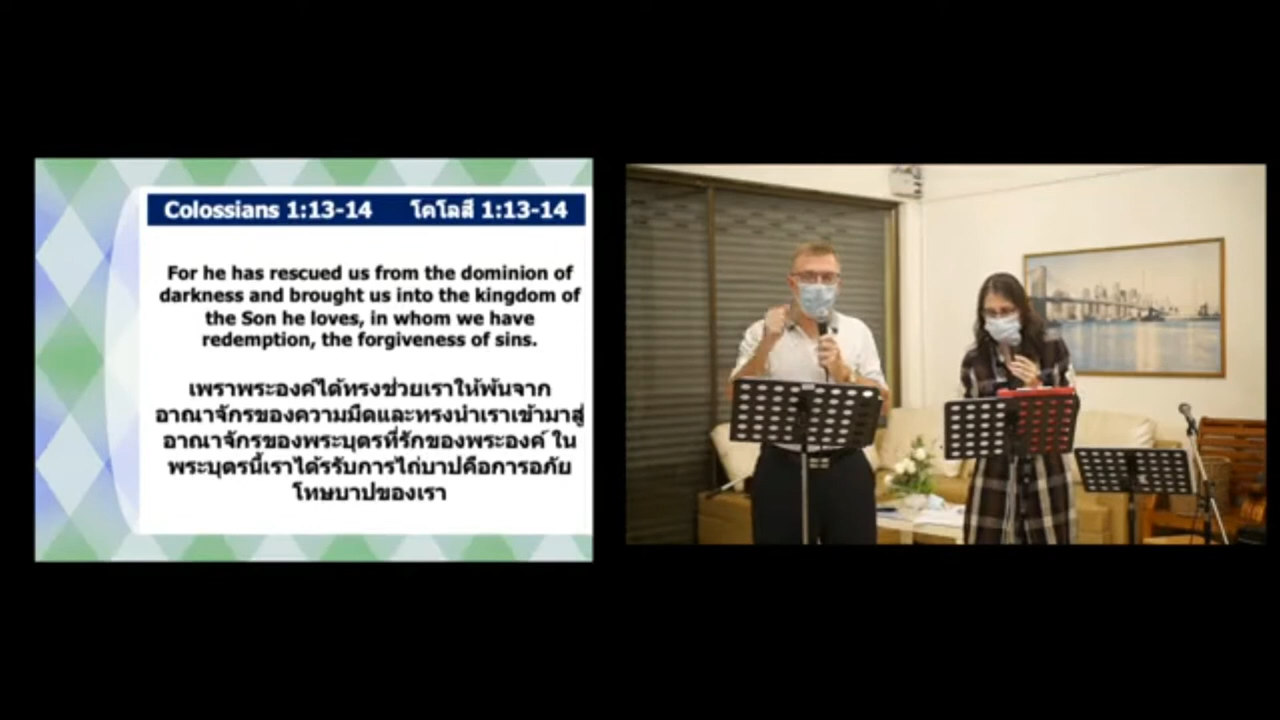 Colossians 1:13-14 โคโลสี 1:13-14
For he has rescued us from the dominion of
darkness and brought us into the kingdom of
the Son he loves, in whom we have
redemption, the forgiveness of sins.
เพราพระองค์ได้ทรงช่วยเราให้พ้นจาก
อาณาจักรของความมืดและทรงนำเราเข้ามาสู่
อาณาจักรของพระบุตรที่รักของพระองค์ ใน
พระบุตรนี้เราได้รรับการไถ่บาปคือการอภัย
โทษบาปของเรา